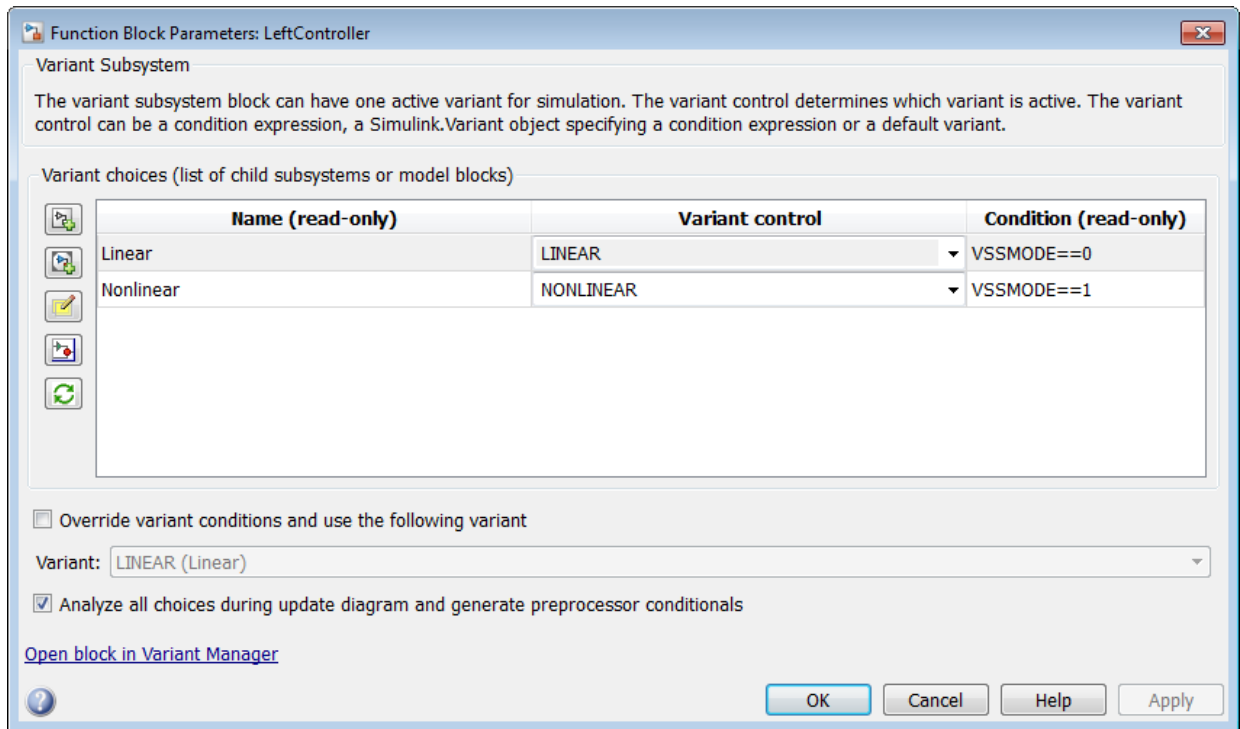 Function Block Parameters: LeftController
Variant Subsystem
The variant subsystem block can have one active variant for simulation. The variant control determines which variant is active. The variant
control can be a condition expression, a Simulink.Variant object specifying a condition expression or a default variant.
Variant choices (list of child subsystems or model blocks)
Name (read-only) Variant control Condition (read-only)
Linear LINEAR VSSMODE==0
Nonlinear NONLINEAR VSSMODE==1
Override variant conditions and use the following variant
Variant: LINEAR (Linear)
Analyze all choices during update diagram and generate preprocessor conditionals
Open block in Variant Manager
? OK Cancel Help Apply